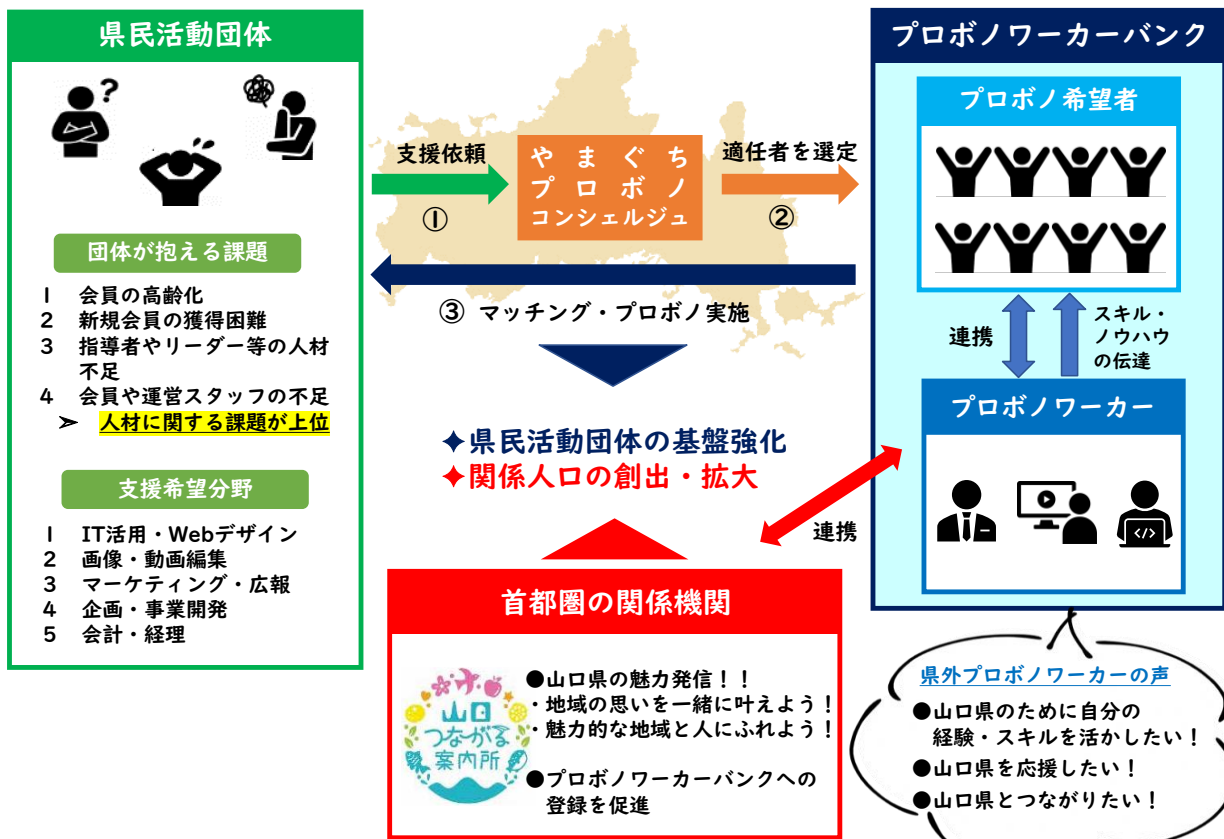 県民活動団体
?
団体が抱える課題
1 会員の高齢化
2 新規会員の獲得困難
3 指導者やリーダー等の人材
不足
4 会員や運営スタッフの不足
➢ 人材に関する課題が上位
支援希望分野
1 IT活用・Webデザイン
2 画像・動画編集
3 マーケティング・広報
4 企画・事業開発
5 会計・経理
支援依頼
①
やまぐち
プロボノ
コンシェルジュ
適任者を選定
②
③ マッチング・プロボノ実施
✦県民活動団体の基盤強化
✦関係人口の創出・拡大
プロボノワーカーバンク
プロボノ希望者
連携
スキル・
ノウハウ
の伝達
プロボノワーカー
</>
連携
首都圏の関係機関
山口
つながる
案内所
●山口県の魅力発信！！
・地域の思いを一緒に叶えよう！
・魅力的な地域と人にふれよう！
●プロボノワーカーバンクへの
登録を促進
県外プロボノワーカーの声
●山口県のために自分の
経験・スキルを活かしたい！
●山口県を応援したい！
●山口県とつながりたい！